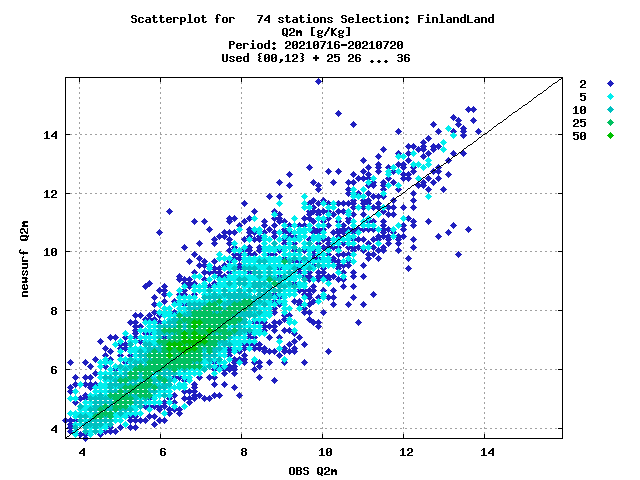 Scatterplot for   74 stations Selection: FinlandLand
Q2m [g/Kg]
Period: 20210716-20210720
Used {00,12} + 25 26 ... 36
2
5
10
25
50
14
12
10
8
6
4
newsurf Q2m
4 6 8 10 12 14
OBS Q2m